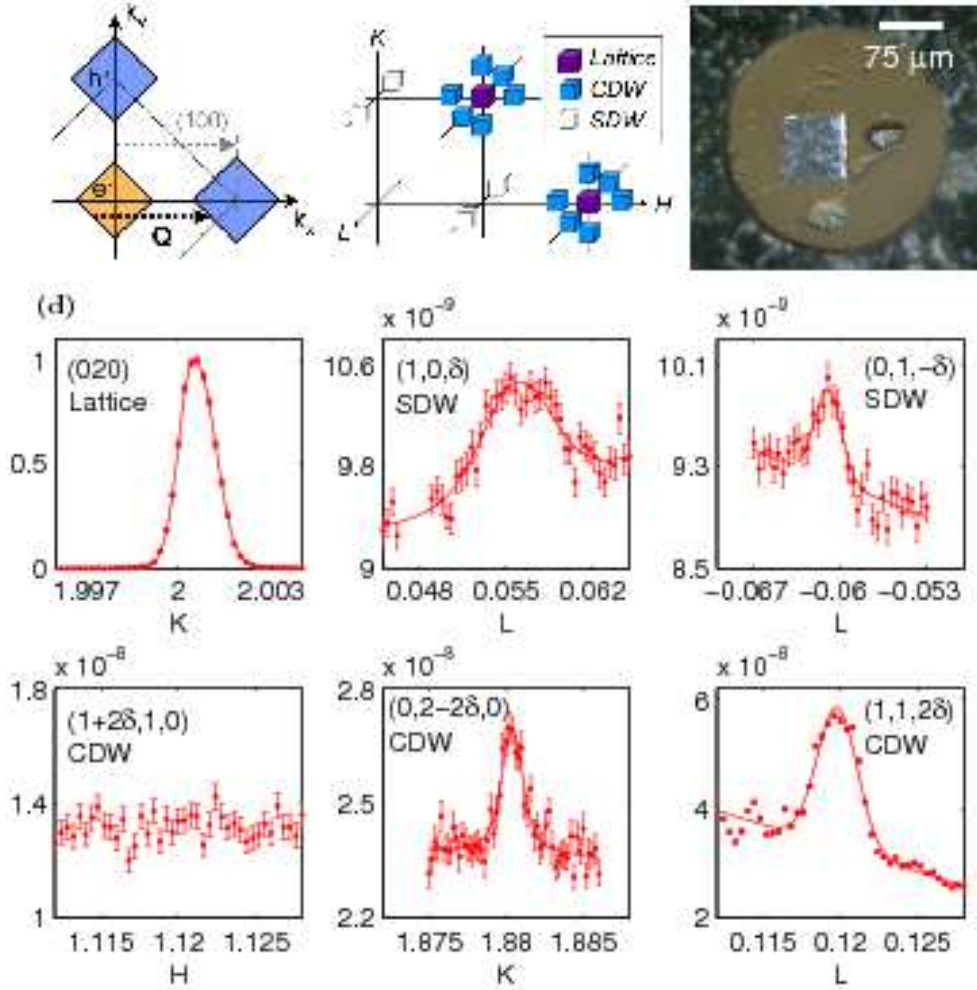 k_y
h⁺
(100)
e⁻
k_x
Q
K
L
H
Lattice
CDW
SDW
75 μm
(d)
(020)
Lattice
1
0.5
0
1.997
2
2.003
K
x 10⁻⁹
(1,0,δ)
SDW
10.6
9.8
9
0.048
0.055
0.062
L
x 10⁻⁹
(0,1,−δ)
SDW
10.1
9.3
8.5
−0.067
−0.06
−0.053
L
x 10⁻⁸
(1+2δ,1,0)
CDW
1.8
1.4
1
1.115
1.12
1.125
H
x 10⁻⁸
(0,2−2δ,0)
CDW
2.8
2.5
2.2
1.875
1.88
1.885
K
x 10⁻⁸
(1,1,2δ)
CDW
6
4
2
0.115
0.12
0.125
L